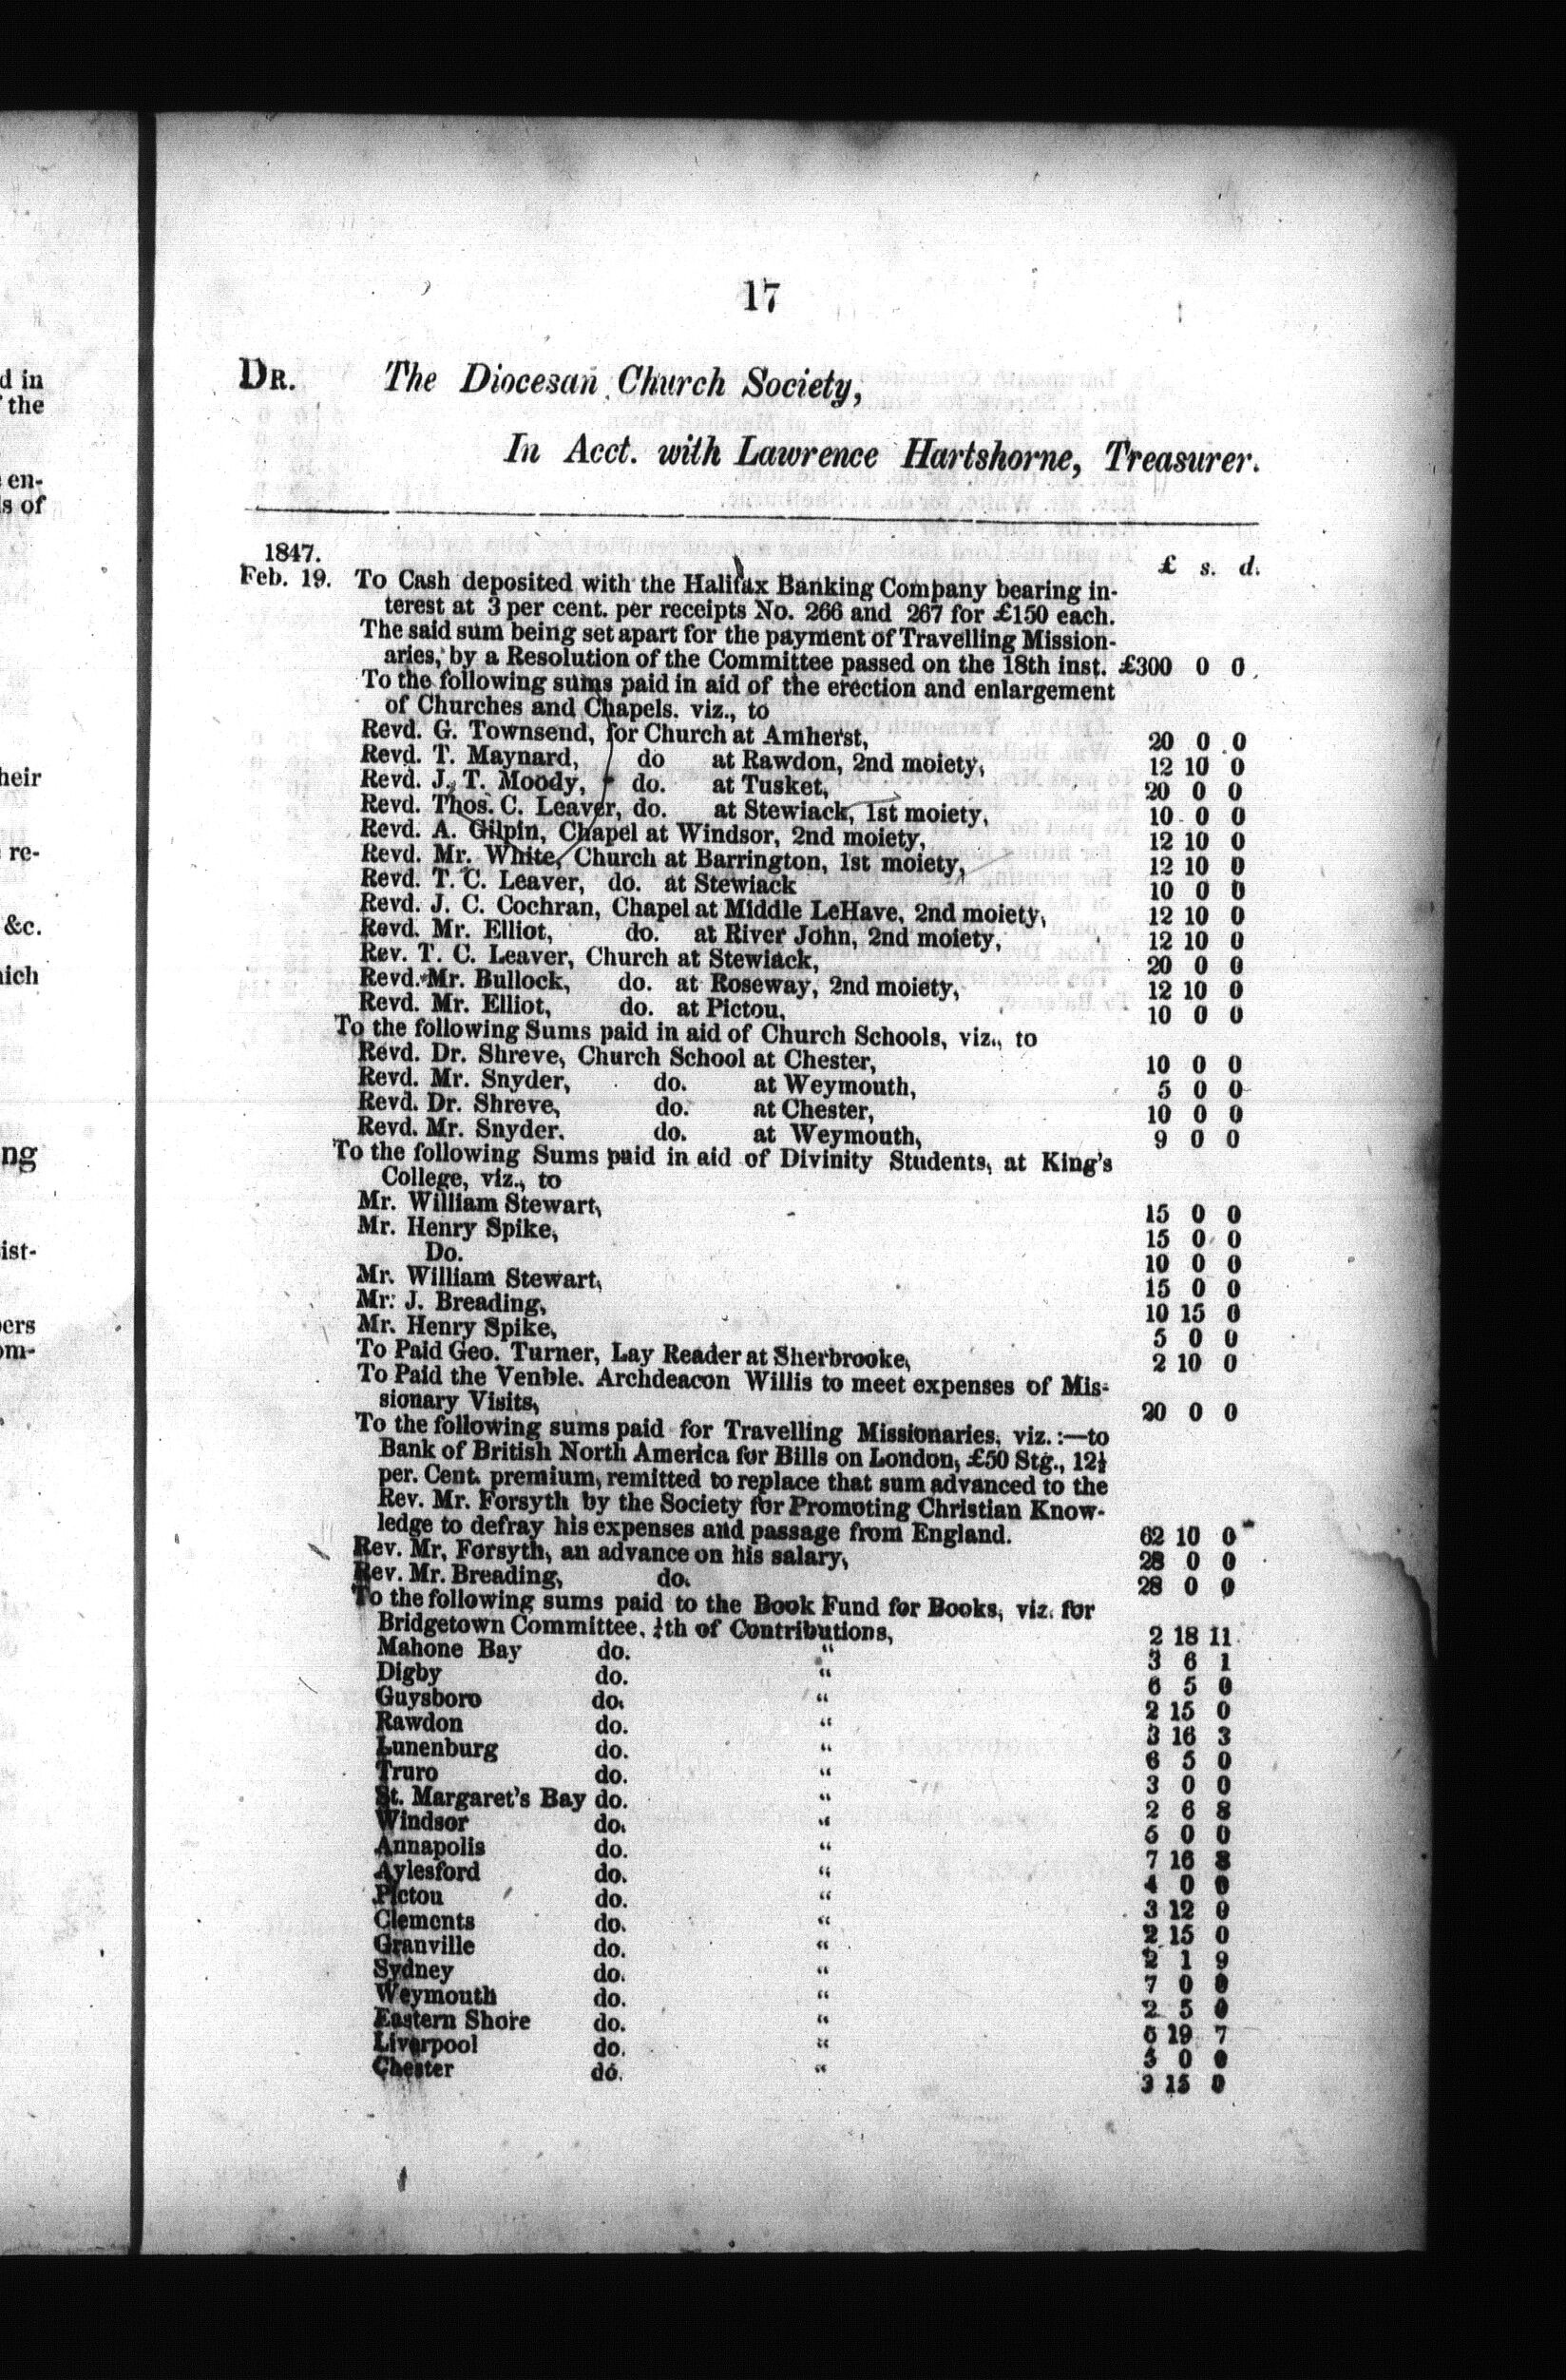 17
DR. The Diocesan Church Society,
In Acct. with Lawrence Hartshorne, Treasurer.
1847. £ s. d.
Feb. 19. To Cash deposited with the Halifax Banking Company bearing in-
terest at 3 per cent. per receipts No. 266 and 267 for £150 each.
The said sum being set apart for the payment of Travelling Mission-
aries, by a Resolution of the Committee passed on the 18th inst. £300 0 0
To the following sums paid in aid of the erection and enlargement
of Churches and Chapels. viz., to
Revd. G. Townsend, for Church at Amherst, 20 0 0
Revd. T. Maynard, do at Rawdon, 2nd moiety, 12 10 0
Revd. J. T. Moody, do. at Tusket, 20 0 0
Revd. Thos. C. Leaver, do. at Stewiack, 1st moiety, 10 0 0
Revd. A. Gilpin, Chapel at Windsor, 2nd moiety, 12 10 0
Revd. Mr. White, Church at Barrington, 1st moiety, 12 10 0
Revd. T. C. Leaver, do. at Stewiack 10 0 0
Revd. J. C. Cochran, Chapel at Middle LeHave, 2nd moiety, 12 10 0
Revd. Mr. Elliot, do. at River John, 2nd moiety, 12 10 0
Rev. T. C. Leaver, Church at Stewiack, 20 0 0
Revd. Mr. Bullock, do. at Roseway, 2nd moiety, 12 10 0
Revd. Mr. Elliot, do. at Pictou, 10 0 0
To the following Sums paid in aid of Church Schools, viz., to
Revd. Dr. Shreve, Church School at Chester, 10 0 0
Revd. Mr. Snyder, do. at Weymouth, 5 0 0
Revd. Dr. Shreve, do. at Chester, 10 0 0
Revd. Mr. Snyder. do. at Weymouth, 9 0 0
To the following Sums paid in aid of Divinity Students, at King's
College, viz., to
Mr. William Stewart, 15 0 0
Mr. Henry Spike, 15 0 0
Do. 10 0 0
Mr. William Stewart, 15 0 0
Mr. J. Breading, 10 15 0
Mr. Henry Spike, 5 0 0
To Paid Geo. Turner, Lay Reader at Sherbrooke, 2 10 0
To Paid the Venble. Archdeacon Willis to meet expenses of Mis-
sionary Visits, 20 0 0
To the following sums paid for Travelling Missionaries, viz.:—to
Bank of British North America for Bills on London, £50 Stg., 12½
per. Cent. premium, remitted to replace that sum advanced to the
Rev. Mr. Forsyth by the Society for Promoting Christian Know-
ledge to defray his expenses and passage from England. 62 10 0
Rev. Mr. Forsyth, an advance on his salary, 28 0 0
Rev. Mr. Breading, do. 28 0 0
To the following sums paid to the Book Fund for Books, viz. for
Bridgetown Committee, ¼th of Contributions, 2 18 11
Mahone Bay do. “ 3 6 1
Digby do. “ 6 5 0
Guysboro do. “ 2 15 0
Rawdon do. “ 3 16 3
Lunenburg do. “ 6 5 0
Truro do. “ 3 0 0
St. Margaret's Bay do. “ 2 6 8
Windsor do. “ 5 0 0
Annapolis do. “ 7 16 8
Aylesford do. “ 4 0 0
Pictou do. “ 3 12 0
Clements do. “ 2 15 0
Granville do. “ 2 1 9
Sydney do. “ 7 0 0
Weymouth do. “ 2 5 0
Eastern Shore do. “ 19 7
Liverpool do. “ 0 0
Chester do. “ 3 15 0
d in
the
en-
s of
heir
re-
&c.
ich
ng
ist-
ers
om-